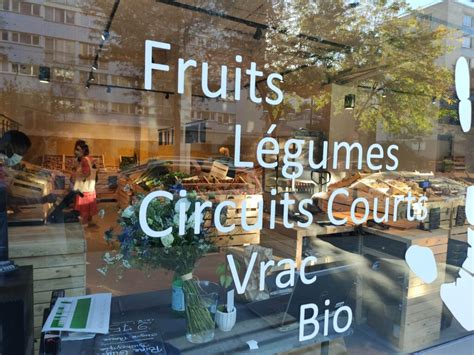 Fruits
Légumes
Circuits Courts
Vrac
Bio